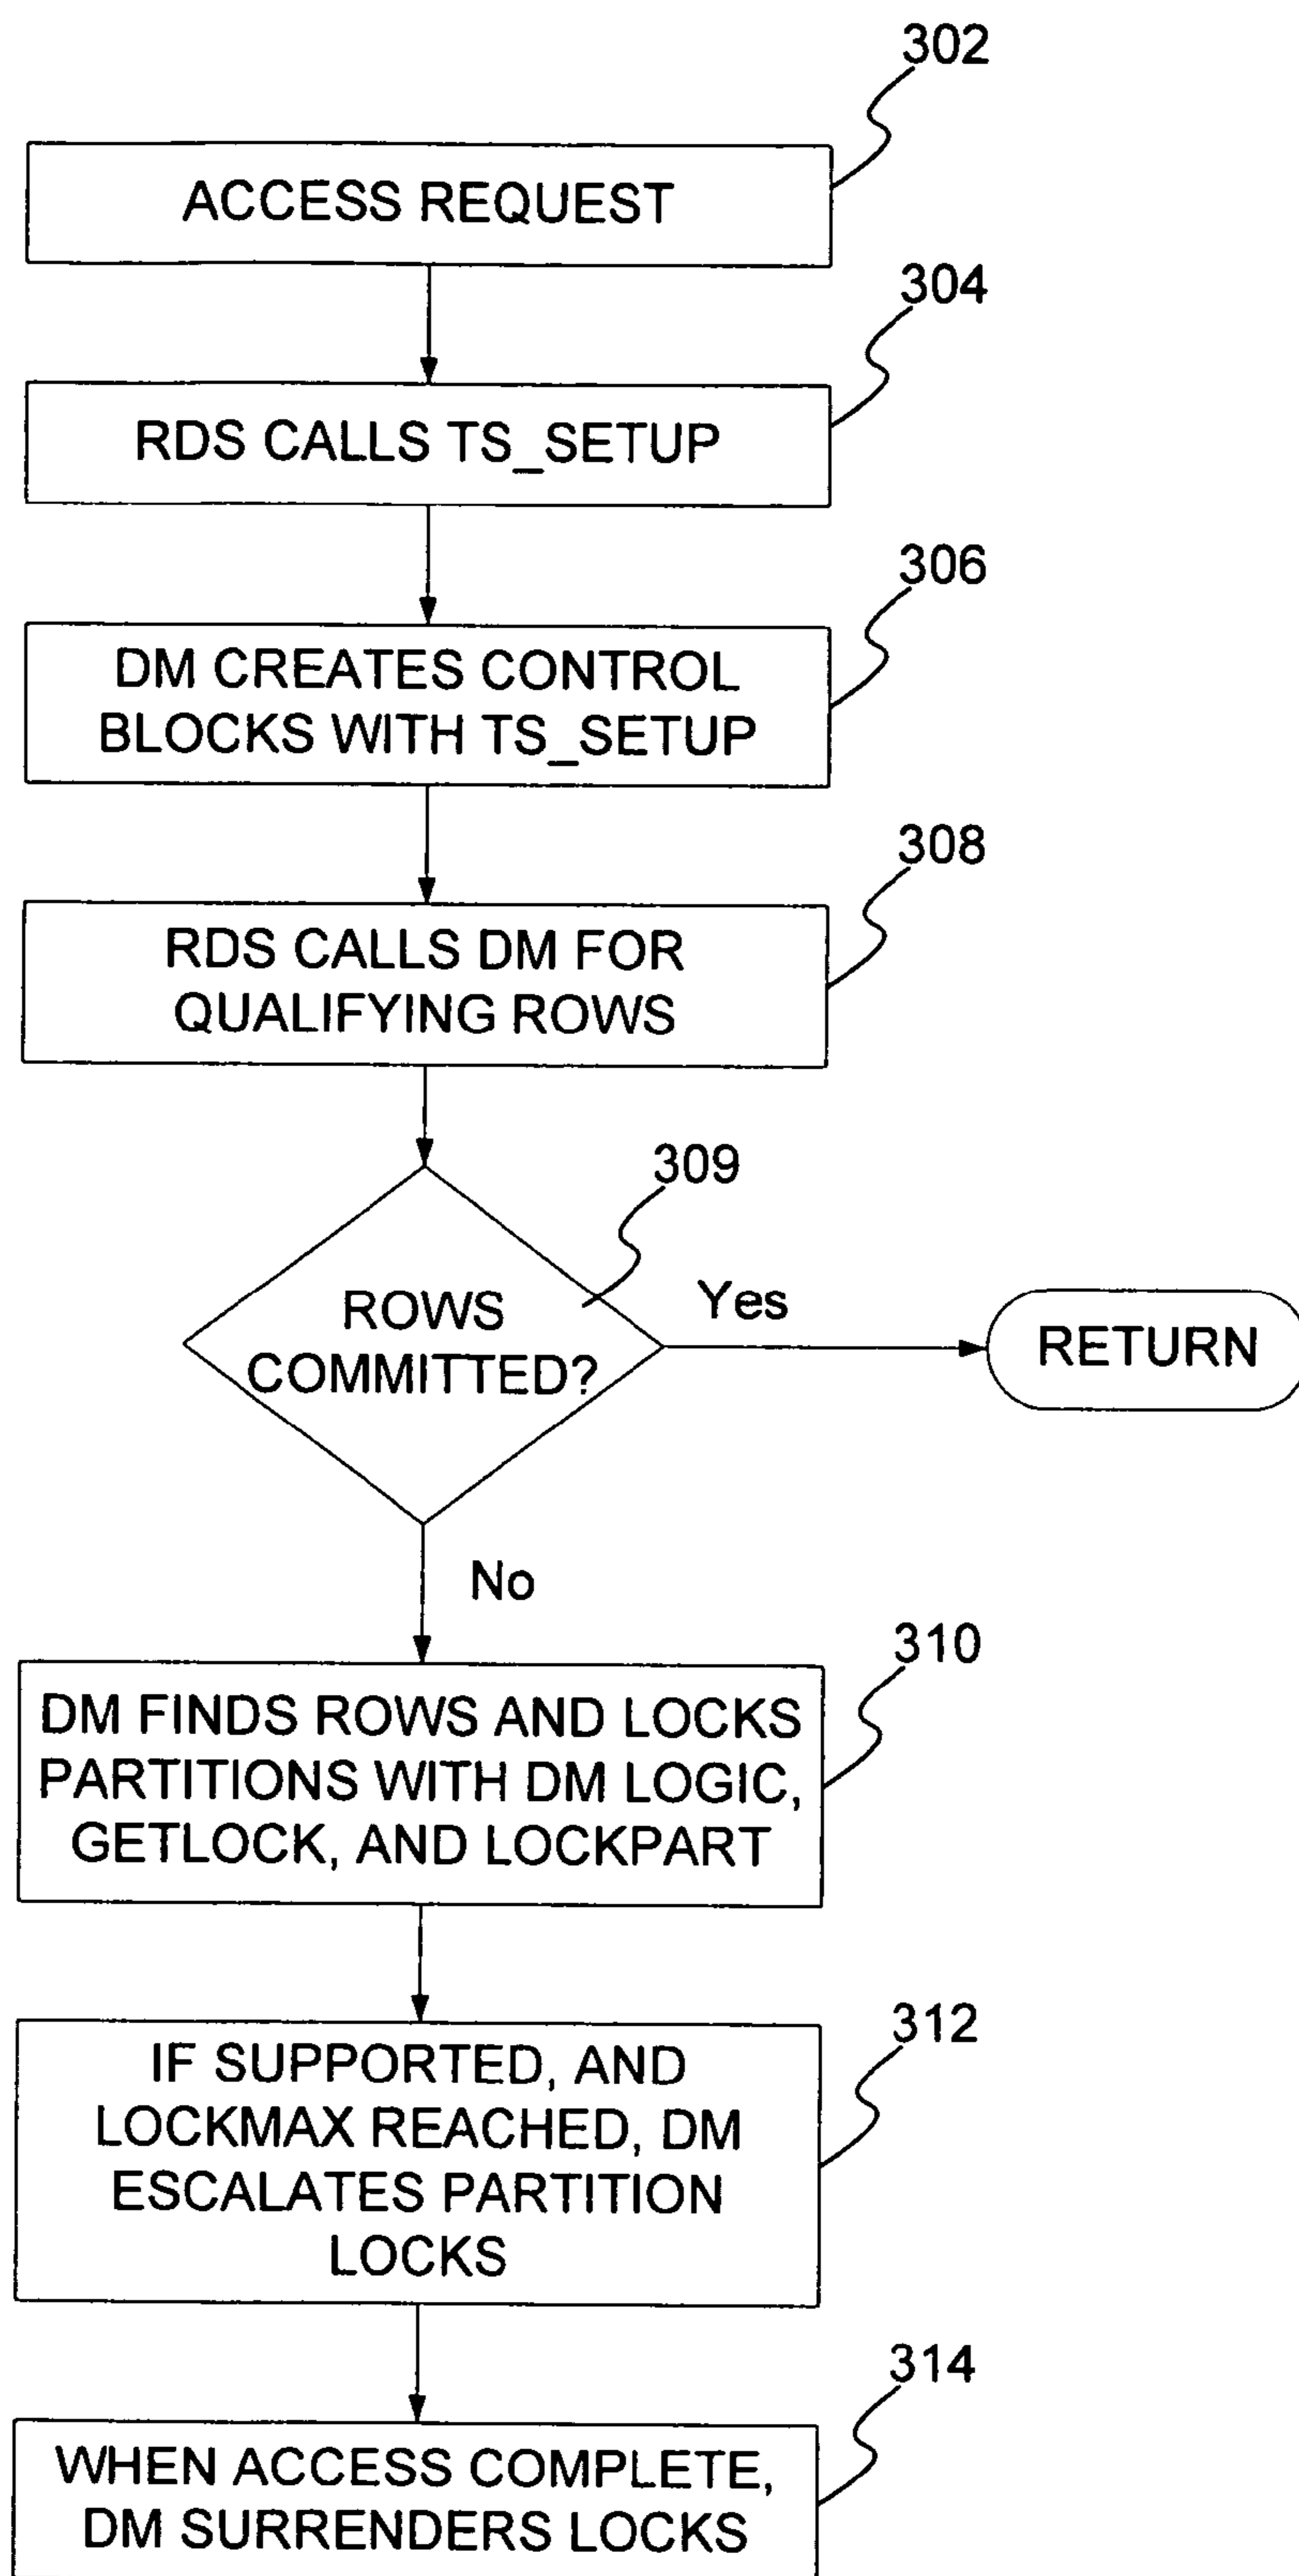 302
ACCESS REQUEST
304
RDS CALLS TS_SETUP
306
DM CREATES CONTROL
BLOCKS WITH TS_SETUP
308
RDS CALLS DM FOR
QUALIFYING ROWS
309
ROWS
COMMITTED?
Yes
RETURN
No
310
DM FINDS ROWS AND LOCKS
PARTITIONS WITH DM LOGIC,
GETLOCK, AND LOCKPART
312
IF SUPPORTED, AND
LOCKMAX REACHED, DM
ESCALATES PARTITION
LOCKS
314
WHEN ACCESS COMPLETE,
DM SURRENDERS LOCKS